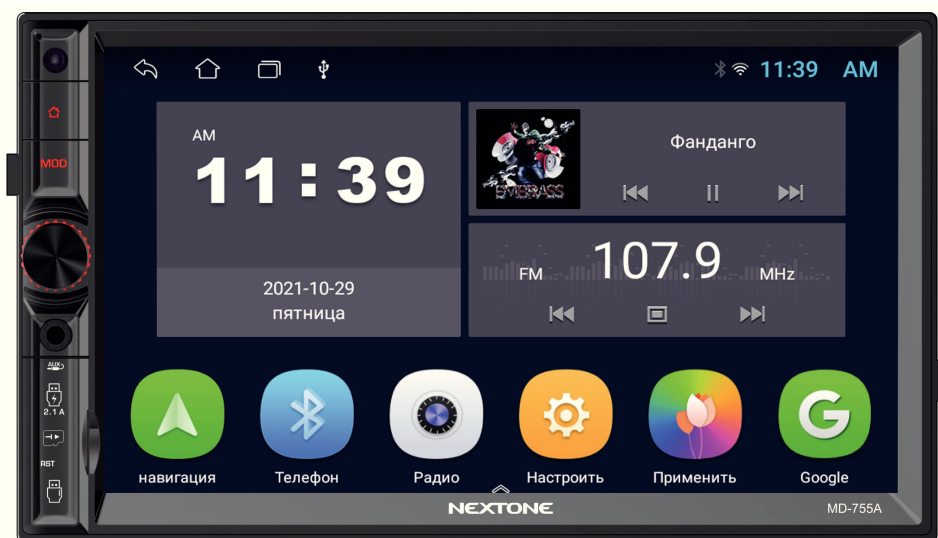 11:39 AM
MOD
AM
11:39
2021-10-29
пятница
EMBRASS
Фанданго
FM 107.9 MHz
AUX
2.1 A
RST
навигация
Телефон
Радио
Настроить
Применить
Google
NEXTONE
MD-755A